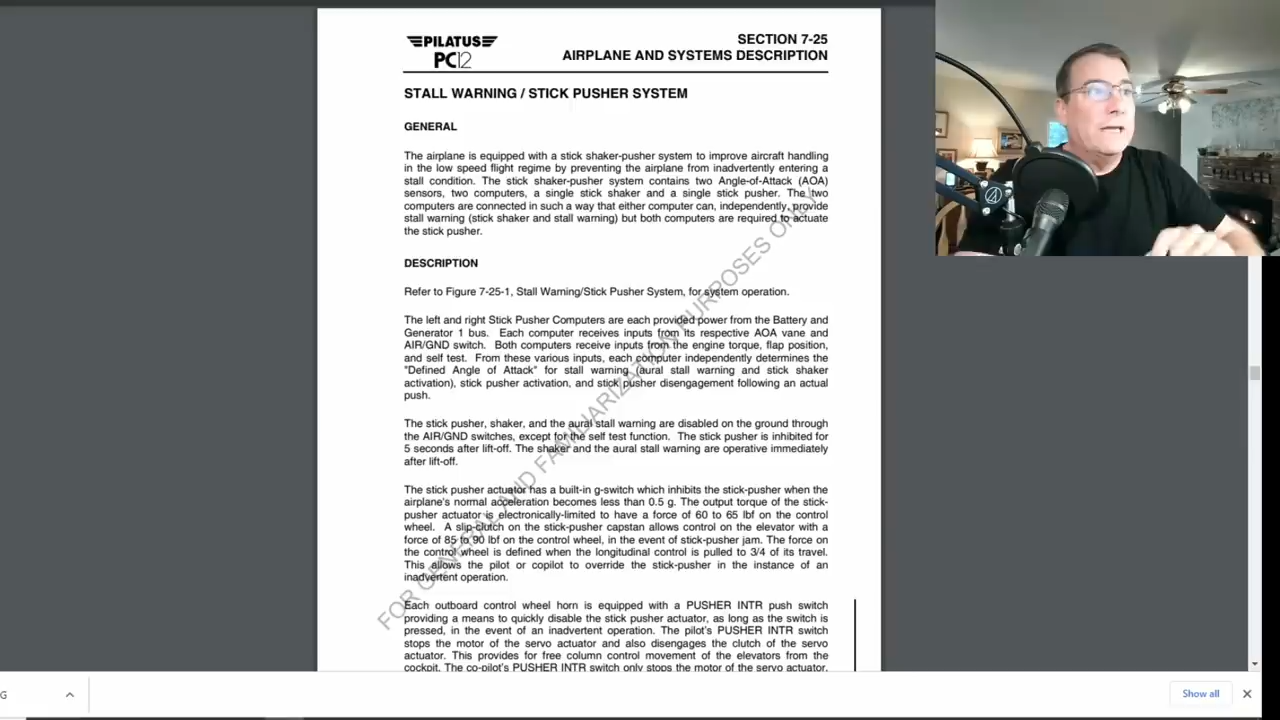 PILATUS
PC12
SECTION 7-25
AIRPLANE AND SYSTEMS DESCRIPTION
STALL WARNING / STICK PUSHER SYSTEM
GENERAL
The airplane is equipped with a stick shaker-pusher system to improve aircraft handling
in the low speed flight regime by preventing the airplane from inadvertently entering a
stall condition. The stick shaker-pusher system contains two Angle-of-Attack (AOA)
sensors, two computers, a single stick shaker and a single stick pusher. The two
computers are connected in such a way that either computer can, independently, provide
stall warning (stick shaker and stall warning) but both computers are required to actuate
the stick pusher.
DESCRIPTION
Refer to Figure 7-25-1, Stall Warning/Stick Pusher System, for system operation.
The left and right Stick Pusher Computers are each provided power from the Battery and
Generator 1 bus. Each computer receives inputs from its respective AOA vane and
AIR/GND switch. Both computers receive inputs from the engine torque, flap position,
and self test. From these various inputs, each computer independently determines the
"Defined Angle of Attack" for stall warning (aural stall warning and stick shaker
activation), stick pusher activation, and stick pusher disengagement following an actual
push.
The stick pusher, shaker, and the aural stall warning are disabled on the ground through
the AIR/GND switches, except for the self test function. The stick pusher is inhibited for
5 seconds after lift-off. The shaker and the aural stall warning are operative immediately
after lift-off.
The stick pusher actuator has a built-in g-switch which inhibits the stick-pusher when the
airplane's normal acceleration becomes less than 0.5 g. The output torque of the stick-
pusher actuator is electronically-limited to have a force of 60 to 65 lbf on the control
wheel. A slip-clutch on the stick-pusher capstan allows control on the elevator with a
force of 85 to 90 lbf on the control wheel, in the event of stick-pusher jam. The force on
the control wheel is defined when the longitudinal control is pulled to 3/4 of its travel.
This allows the pilot or copilot to override the stick-pusher in the instance of an
inadvertent operation.
Each outboard control wheel horn is equipped with a PUSHER INTR push switch
providing a means to quickly disable the stick pusher actuator, as long as the switch is
pressed, in the event of an inadvertent operation. The pilot's PUSHER INTR switch
stops the motor of the servo actuator and also disengages the clutch of the servo
actuator. This provides for free column control movement of the elevators from the
cockpit. The co-pilot's PUSHER INTR switch only stops the motor of the servo actuator,
FOR GENERAL AND FAMILIARIZATION PURPOSES ONLY
G
Show all